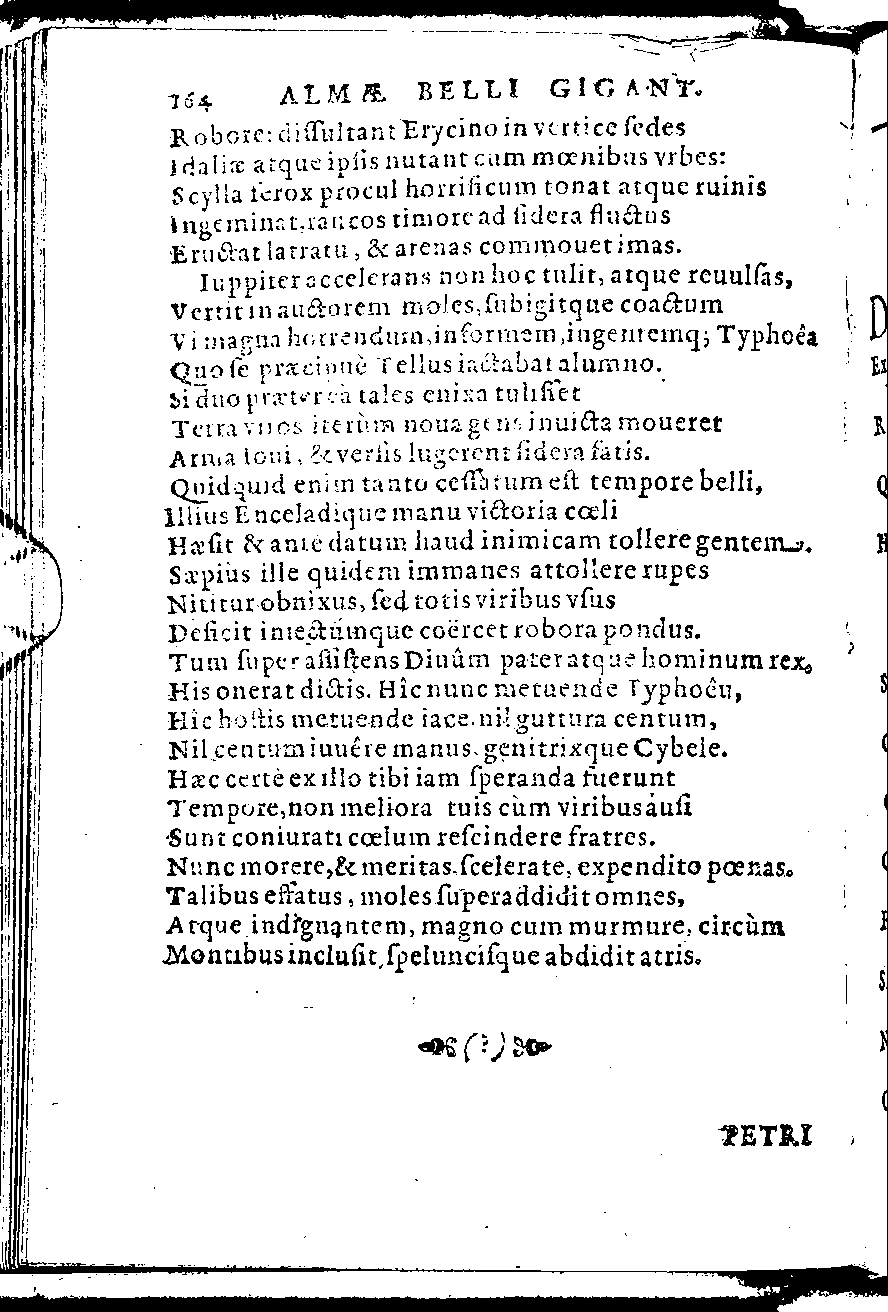 164 ALMÆ BELLI GIGANT.
Robore: diſſultant Erycino in vertice ſedes
Idaliæ atque ipſis nutant cum mœnibus vrbes:
Scylla ferox procul horrificum tonat atque ruinis
Ingeminat, raucos timore ad ſidera fluctus
Eructat latratu, & arenas commouet imas.
Iuppiter accelerans non hoc tulit, atque reuulſas,
Vertit in auctorem moles, ſubigitque coactum
Vi magna horrendum, informem, ingentemq; Typhoêa
Quo ſe præcipuè Tellus iactabat alumno.
Si duo præterea tales enixa tuliſſet
Terra viros iterùm noua gens inuicta moueret
Arma Ioui, & verſis lugerent ſidera fatis.
Quidquid enim tanto ceſſatum eſt tempore belli,
Illius Enceladique manu victoria cœli
Hæſit & ante datum haud inimicam tollere gentem.
Sæpius ille quidem immanes attollere rupes
Nititur obnixus, ſed totis viribus vſus
Deficit iniectúmque coërcet robora pondus.
Tum ſuper aſſiſtens Diuûm pater atque hominum rex,
His onerat dictis. Hîc nunc metuende Typhoêu,
Hic hoſtis metuende iace. nil guttura centum,
Nil centum iuuêre manus. genitrixque Cybele.
Hæc certè ex illo tibi iam ſperanda fuerunt
Tempore, non meliora tuis cùm viribus áuſi
Sunt coniurati cœlum reſcindere fratres.
Nunc morere, & meritas. ſcelerate, expendito pœnas.
Talibus effatus, moles ſuperaddidit omnes,
Atque indignantem, magno cum murmure, circùm
Montibus incluſit, ſpelunciſque abdidit atris.
PETRI